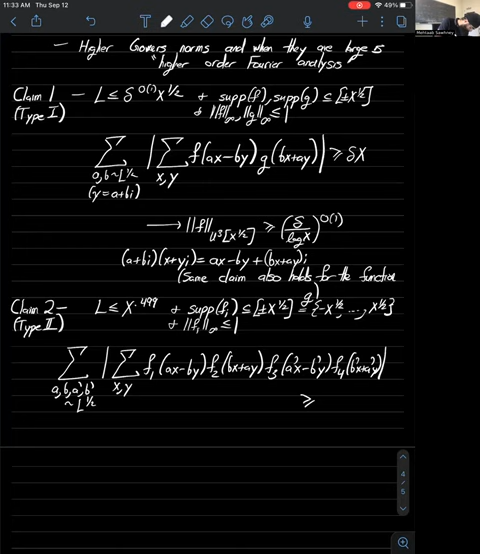 11:33 AM Thu Sep 12
49%
Mehtaab Sawhney
— Higher Gowers norms and when they are large is
"higher order Fourier analysis"
Claim 1 — L ≤ δ^{O(1)} X^{1/2} + supp(f), supp(g) ⊆ [±X^{1/2}]
(Type I) + ||f||_∞, ||g||_∞ ≤ 1
∑_{a,b ~ L^{1/2}} |∑_{x,y} f(ax-by) g(bx+ay)| ≥ δX
(γ = a+bi)
⟶ ||f||_{U^3[X^{1/2}]} ≥ (δ/log X)^{O(1)}
(a+bi)(x+yi) = ax-by + (bx+ay)i
(Same claim also holds for the function
g)
Claim 2 — L ≤ X^{.499} + supp(f_i) ⊆ [±X^{1/2}] = {-X^{1/2}, ..., X^{1/2}}
(Type II) + ||f_i||_∞ ≤ 1
∑_{a,b,a',b' ~ L^{1/2}} |∑_{x,y} f_1(ax-by) f_2(bx+ay) f_3(a'x-b'y) f_4(b'x+a'y)|
≥
4
/
5